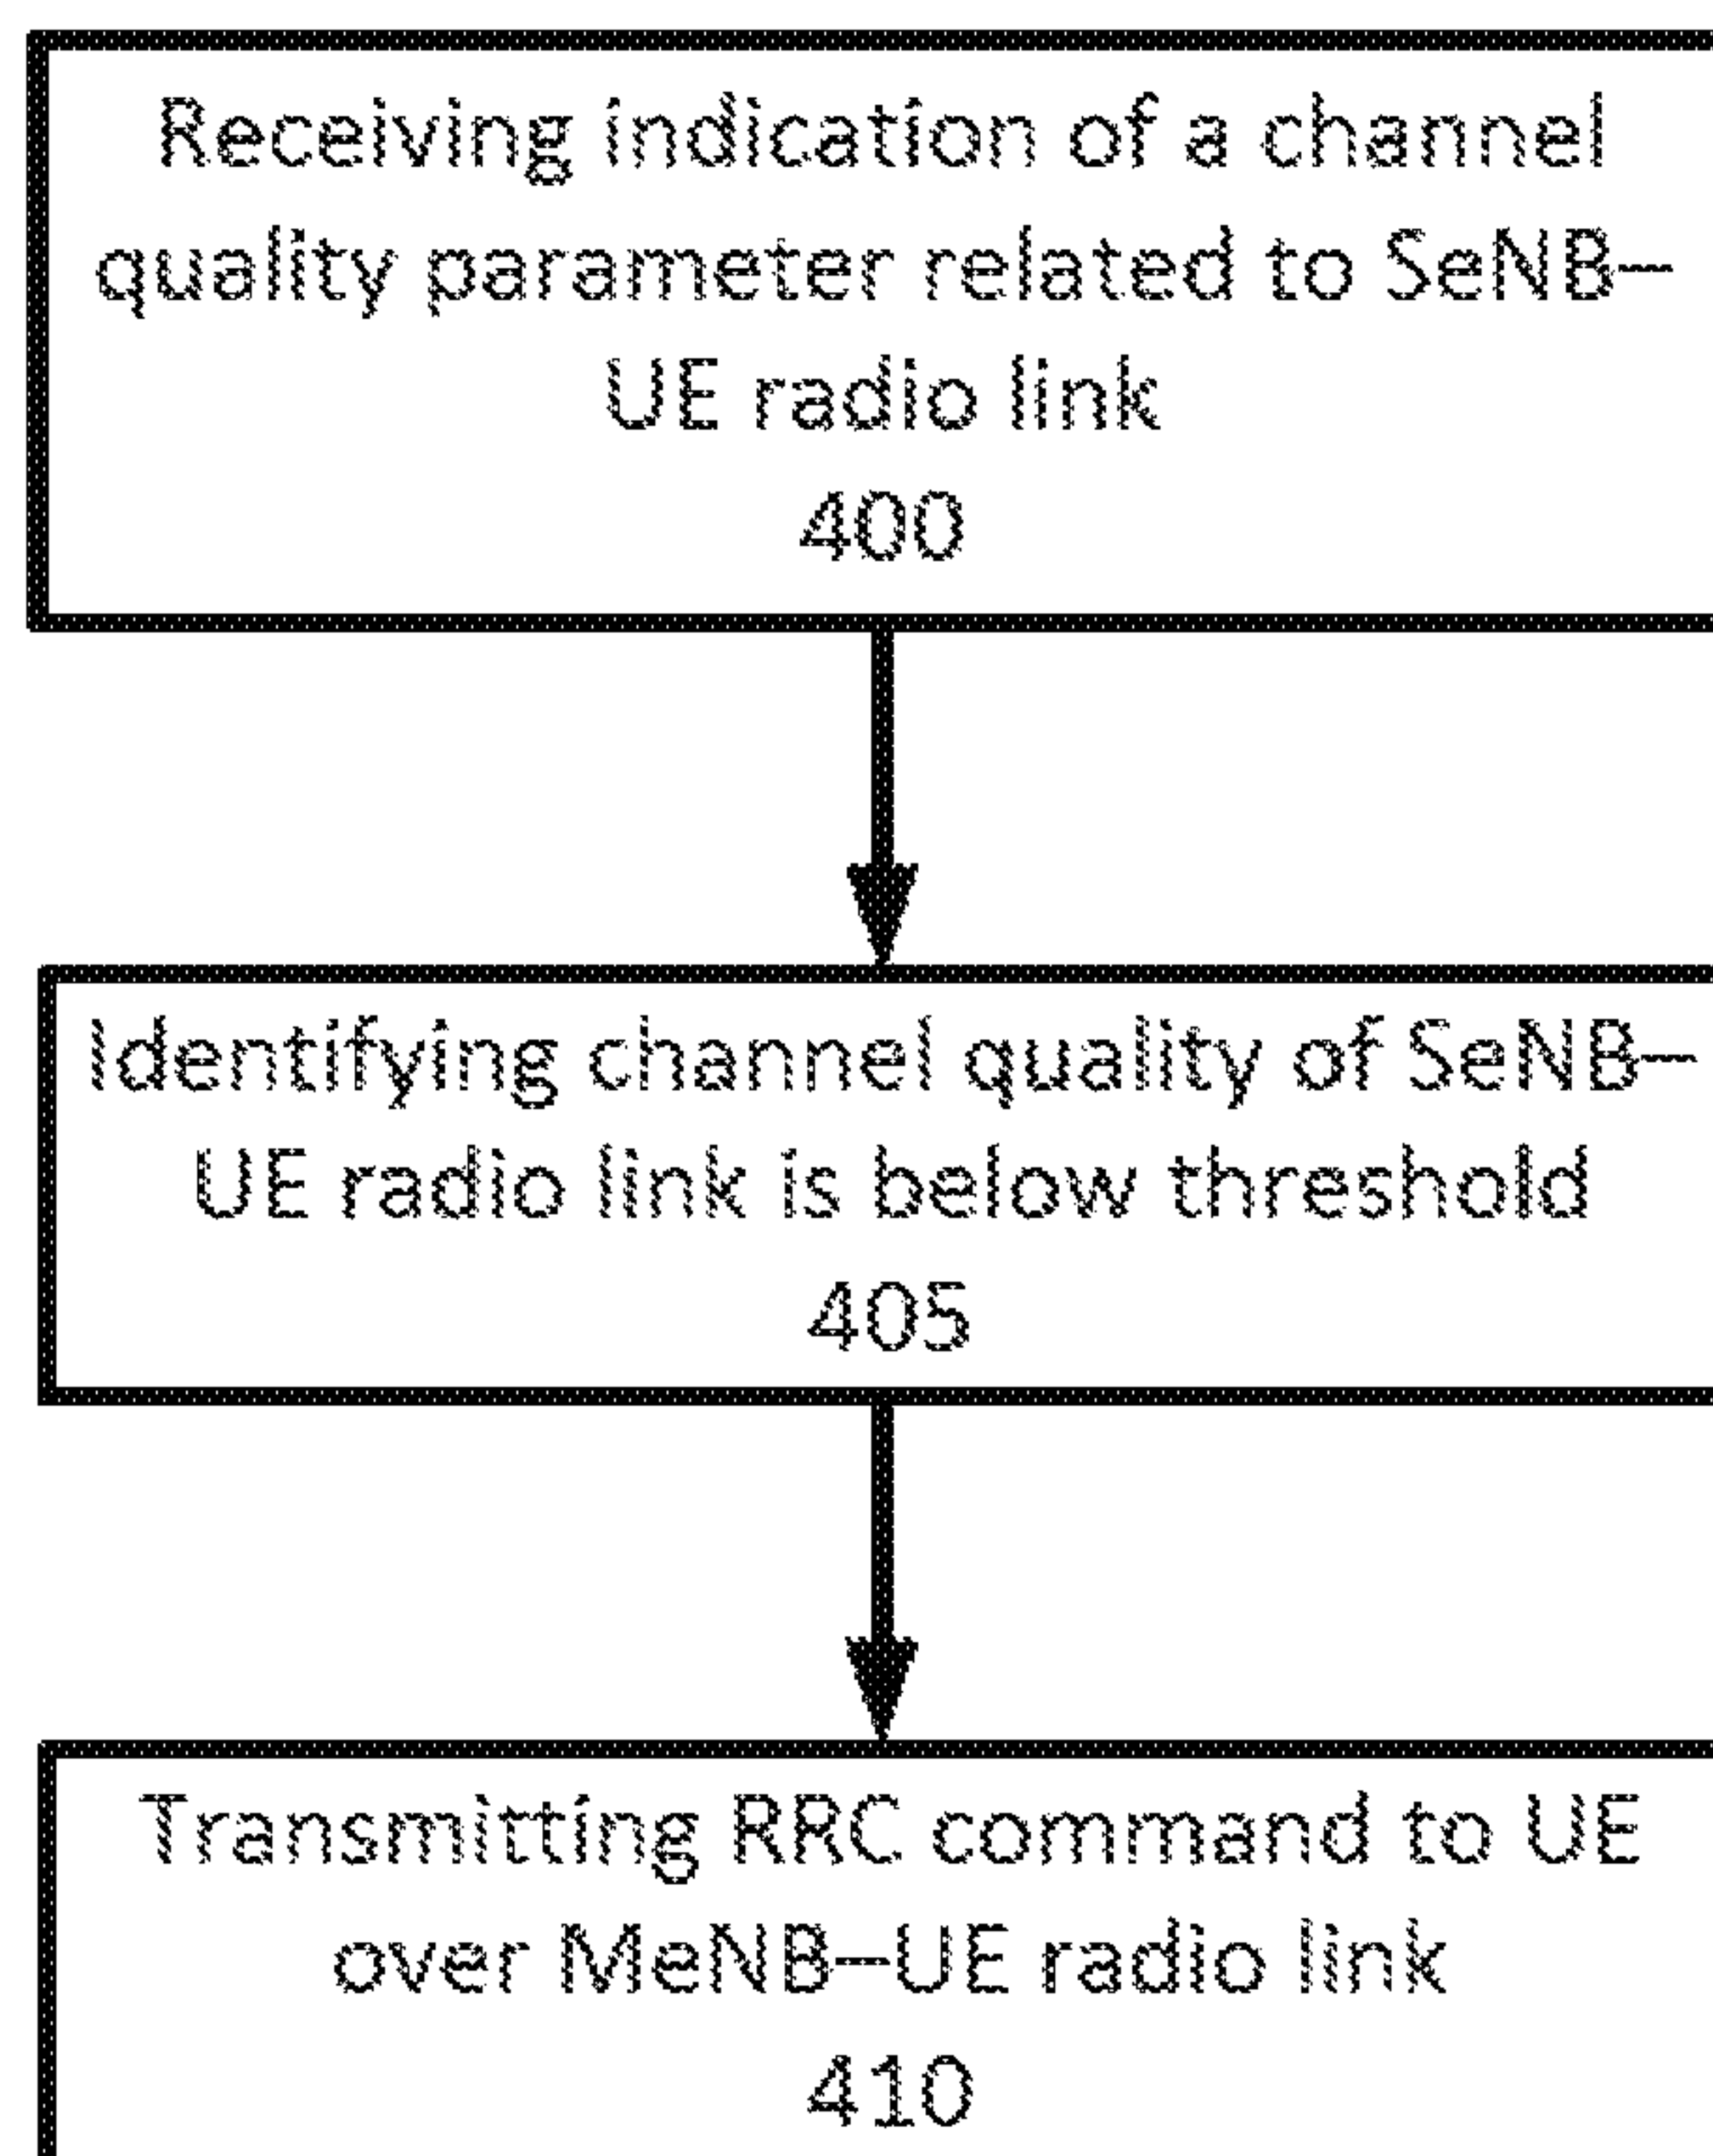 Receiving indication of a channel
quality parameter related to SeNB–
UE radio link
400
Identifying channel quality of SeNB–
UE radio link is below threshold
405
Transmitting RRC command to UE
over MeNB–UE radio link
410